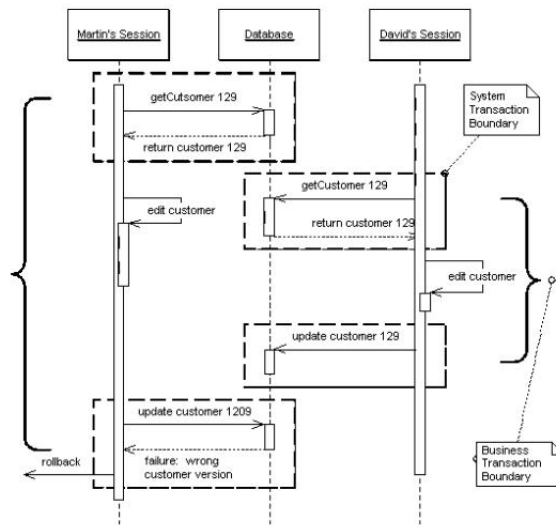 Martin's Session
Database
David's Session
getCutsomer 129
return customer 129
System
Transaction
Boundary
getCustomer 129
return customer 129
edit customer
edit customer
update customer 129
update customer 1209
failure: wrong
customer version
rollback
Business
Transaction
Boundary